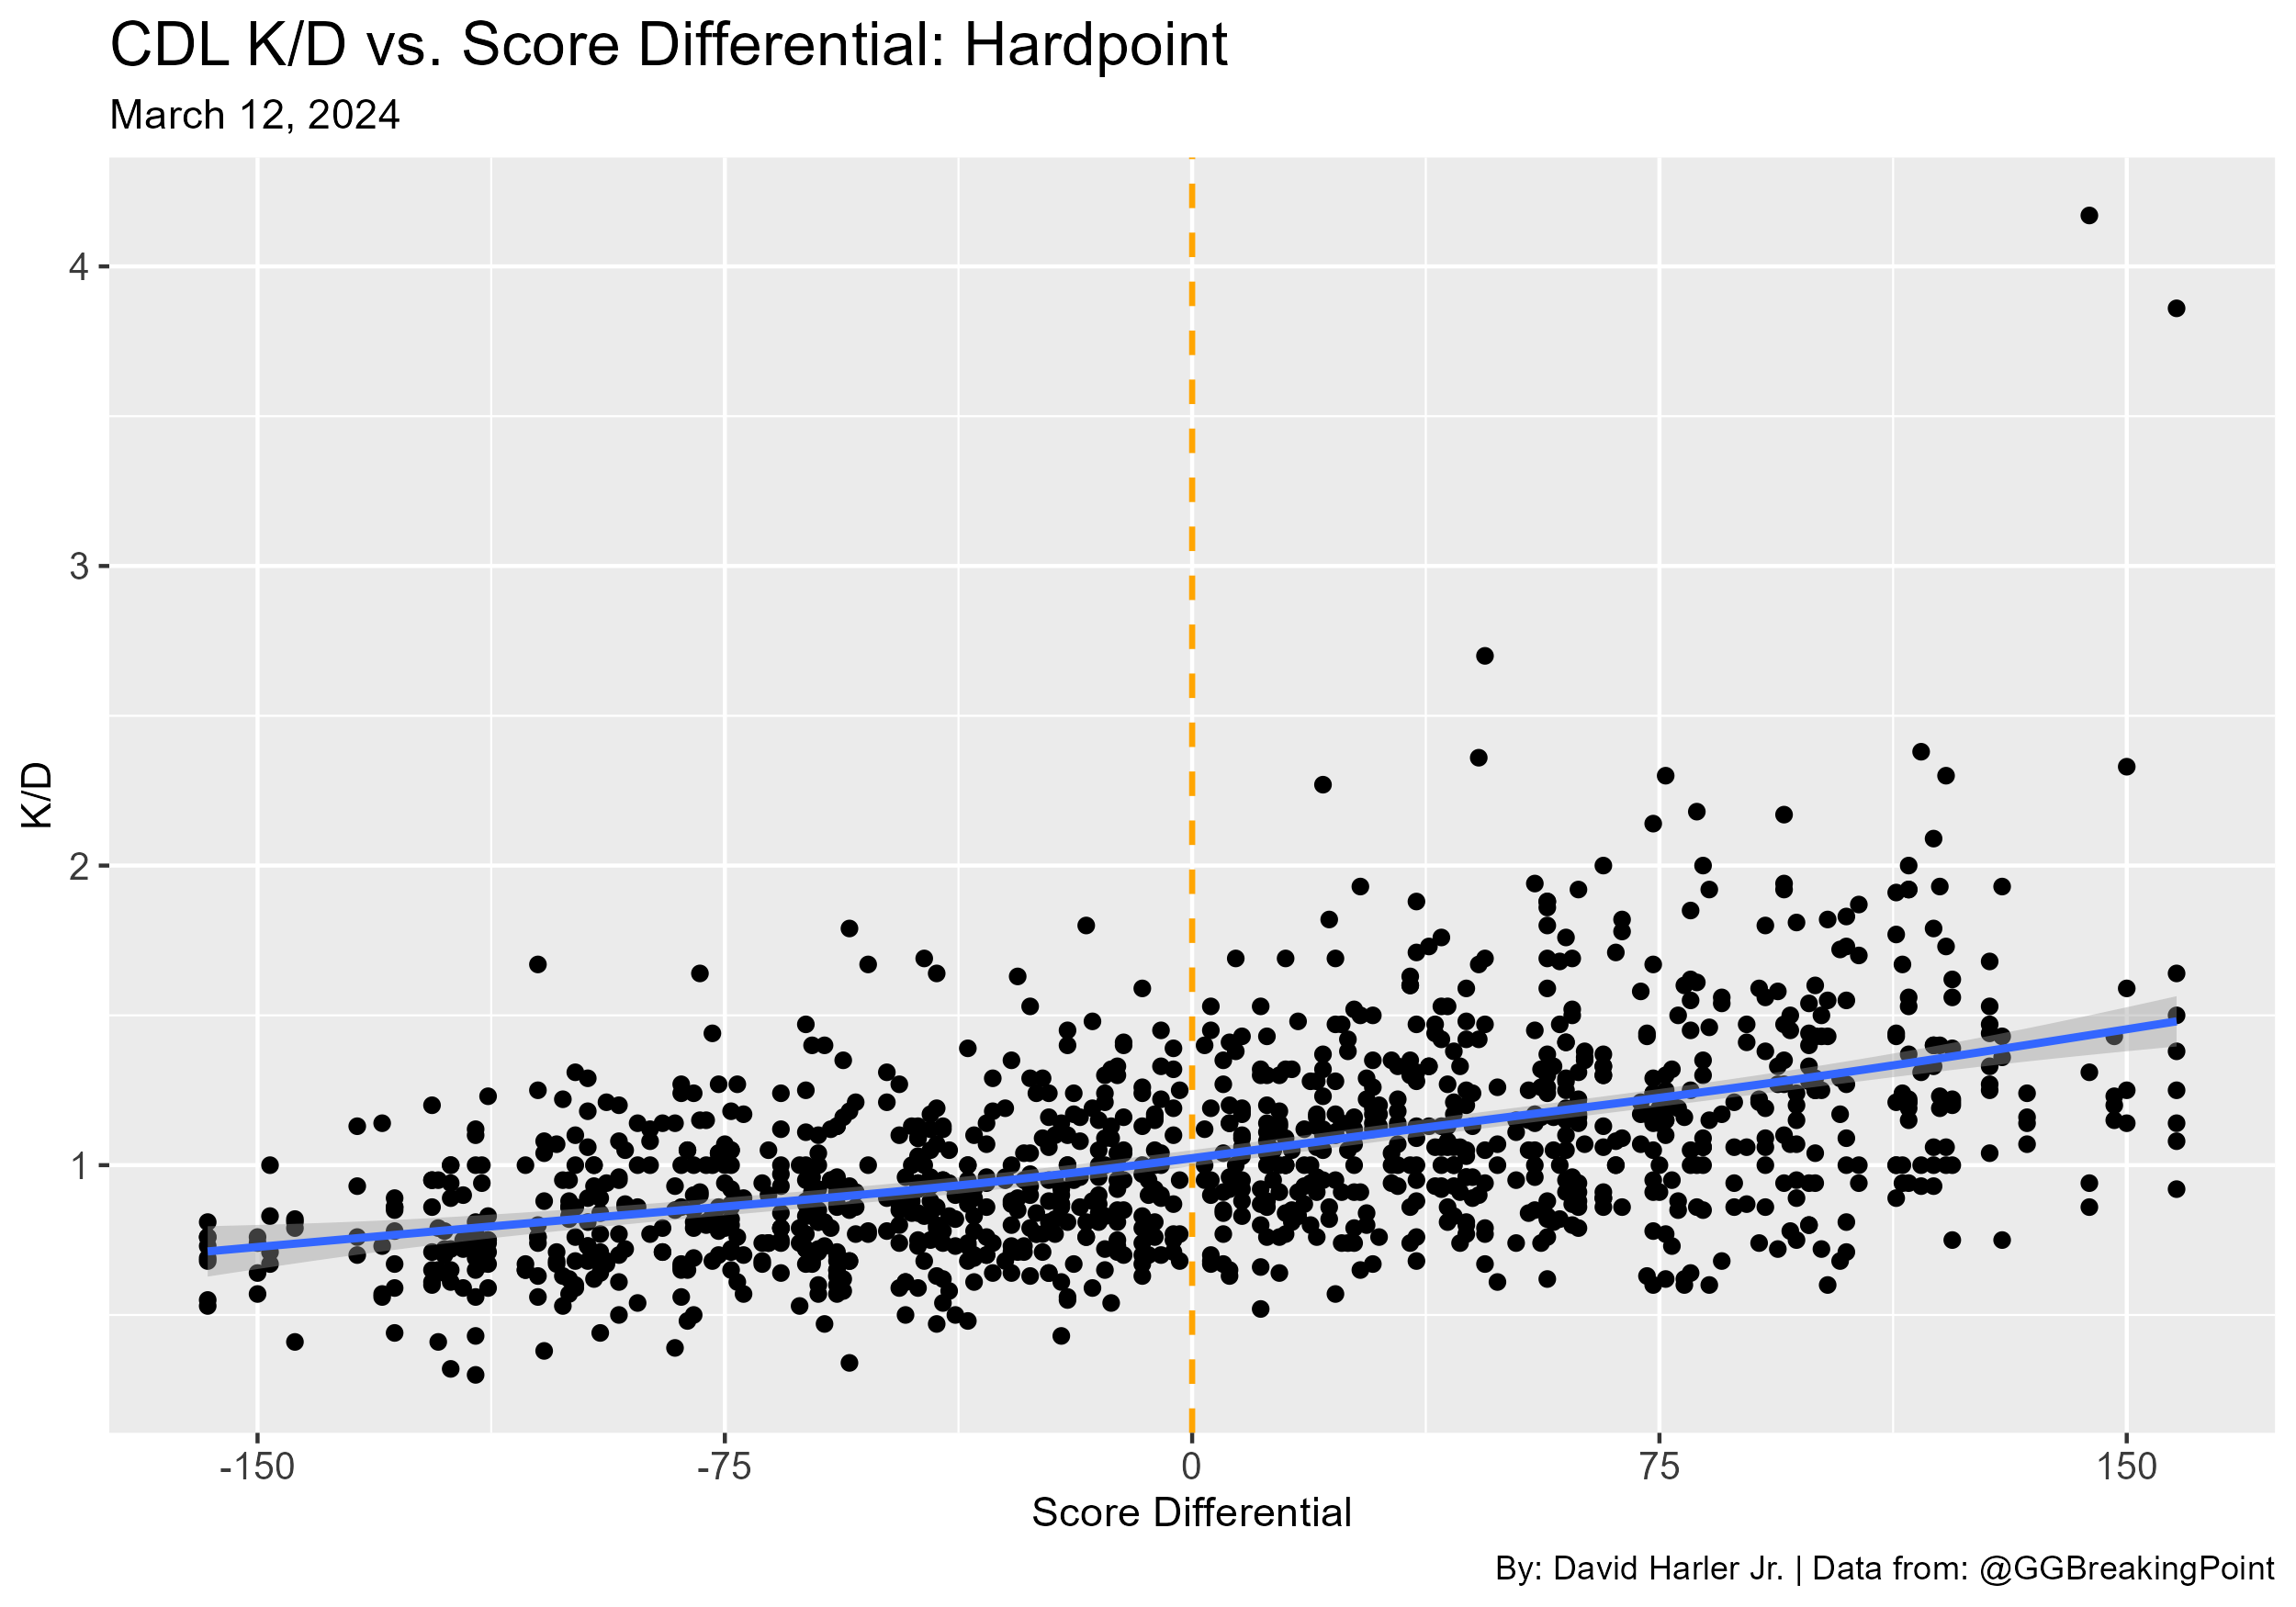 CDL K/D vs. Score Differential: Hardpoint
March 12, 2024
K/D
4
3
2
1
-150
-75
0
75
150
Score Differential
By: David Harler Jr. | Data from: @GGBreakingPoint